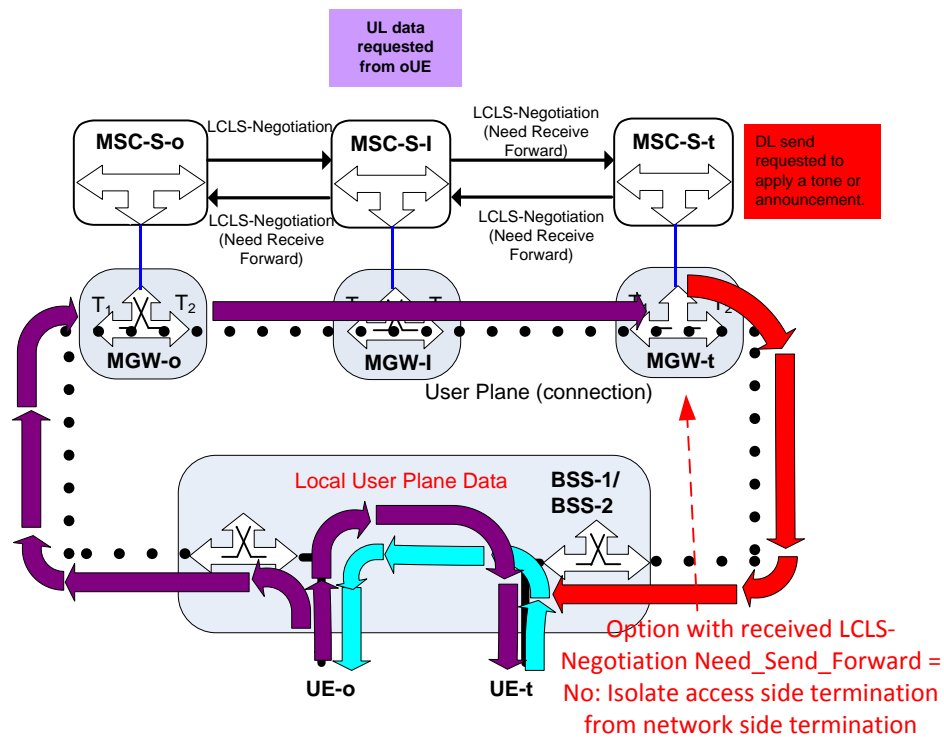 UL data
requested
from oUE
MSC-S-o
LCLS-Negotiation
MSC-S-I
LCLS-Negotiation
(Need Receive
Forward)
MSC-S-t
DL send
requested to
apply a tone or
announcement.
LCLS-Negotiation
(Need Receive
Forward)
LCLS-Negotiation
(Need Receive
Forward)
T1
T2
MGW-o
MGW-I
T2
MGW-t
User Plane (connection)
Local User Plane Data
BSS-1/
BSS-2
UE-o
UE-t
Option with received LCLS-
Negotiation Need_Send_Forward =
No: Isolate access side termination
from network side termination